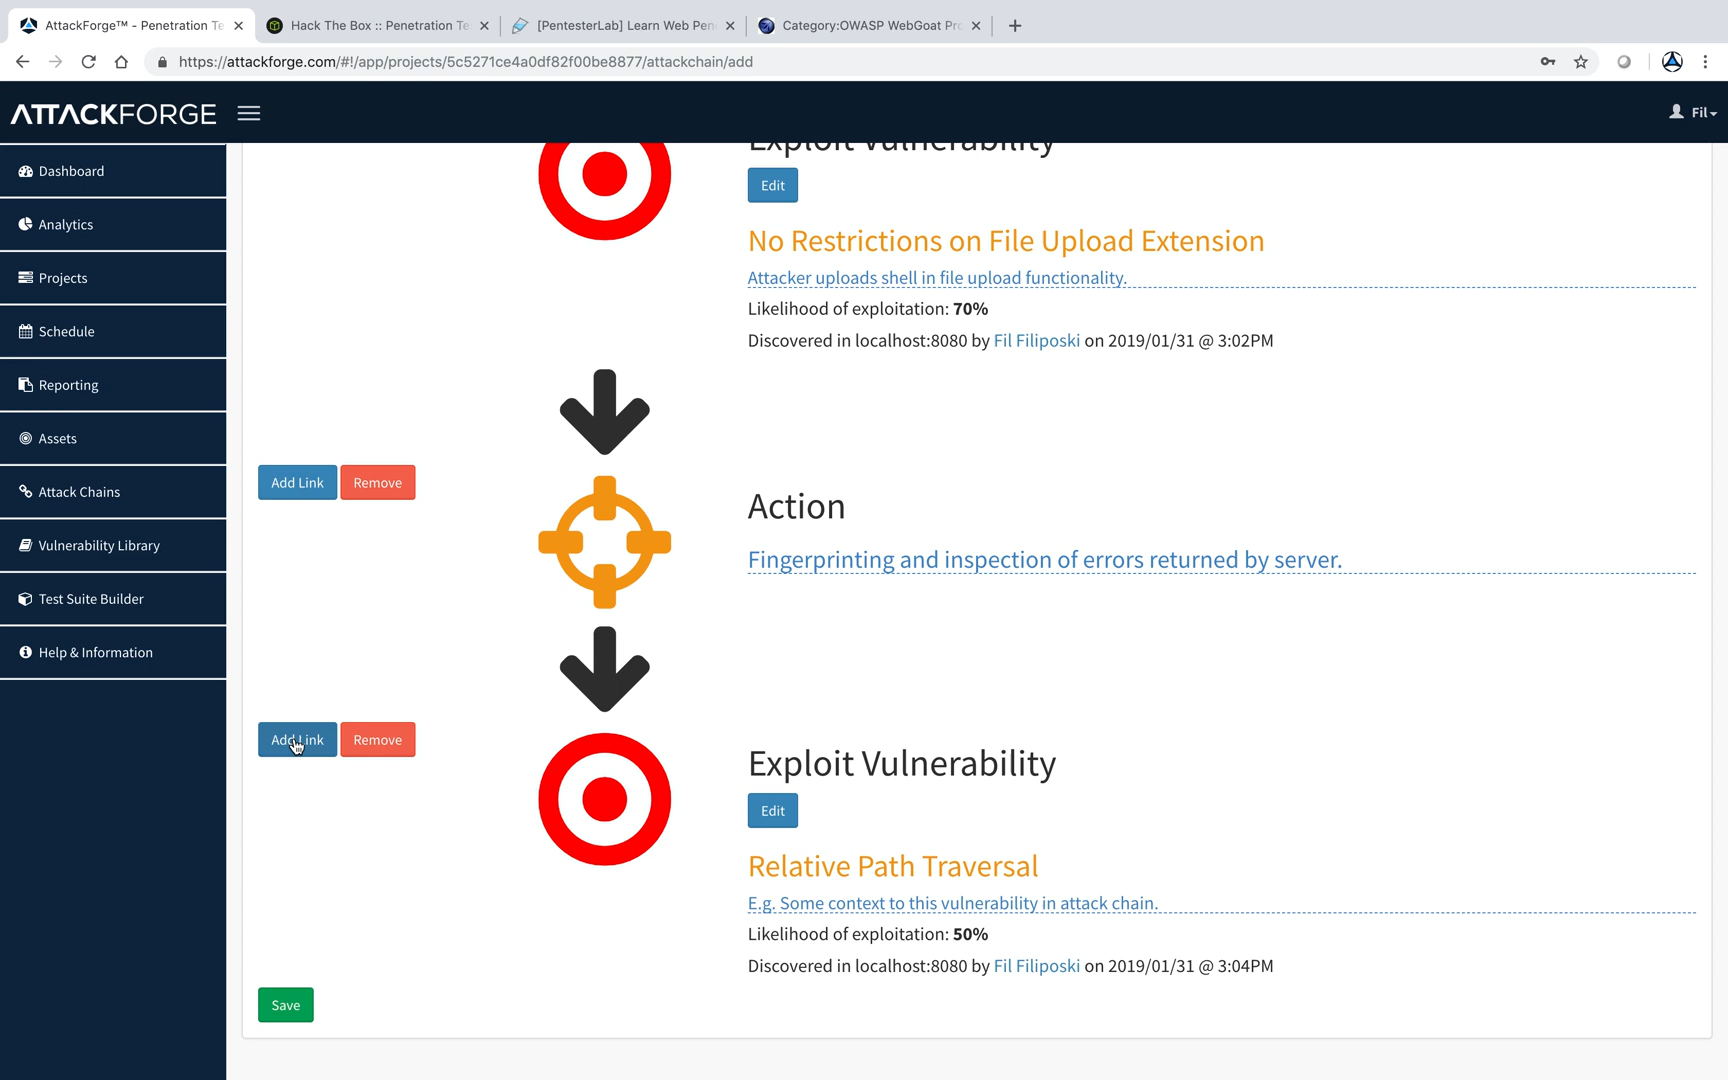 AttackForge™ - Penetration Te
Hack The Box :: Penetration Te
[PentesterLab] Learn Web Pen
Category:OWASP WebGoat Pro
https://attackforge.com/#!/app/projects/5c5271ce4a0df82f00be8877/attackchain/add
ATTACKFORGE
Fil
Dashboard
Analytics
Projects
Schedule
Reporting
Assets
Attack Chains
Vulnerability Library
Test Suite Builder
Help & Information
Exploit Vulnerability
Edit
No Restrictions on File Upload Extension
Attacker uploads shell in file upload functionality.
Likelihood of exploitation: 70%
Discovered in localhost:8080 by Fil Filiposki on 2019/01/31 @ 3:02PM
Add Link Remove
Action
Fingerprinting and inspection of errors returned by server.
Add Link Remove
Exploit Vulnerability
Edit
Relative Path Traversal
E.g. Some context to this vulnerability in attack chain.
Likelihood of exploitation: 50%
Discovered in localhost:8080 by Fil Filiposki on 2019/01/31 @ 3:04PM
Save